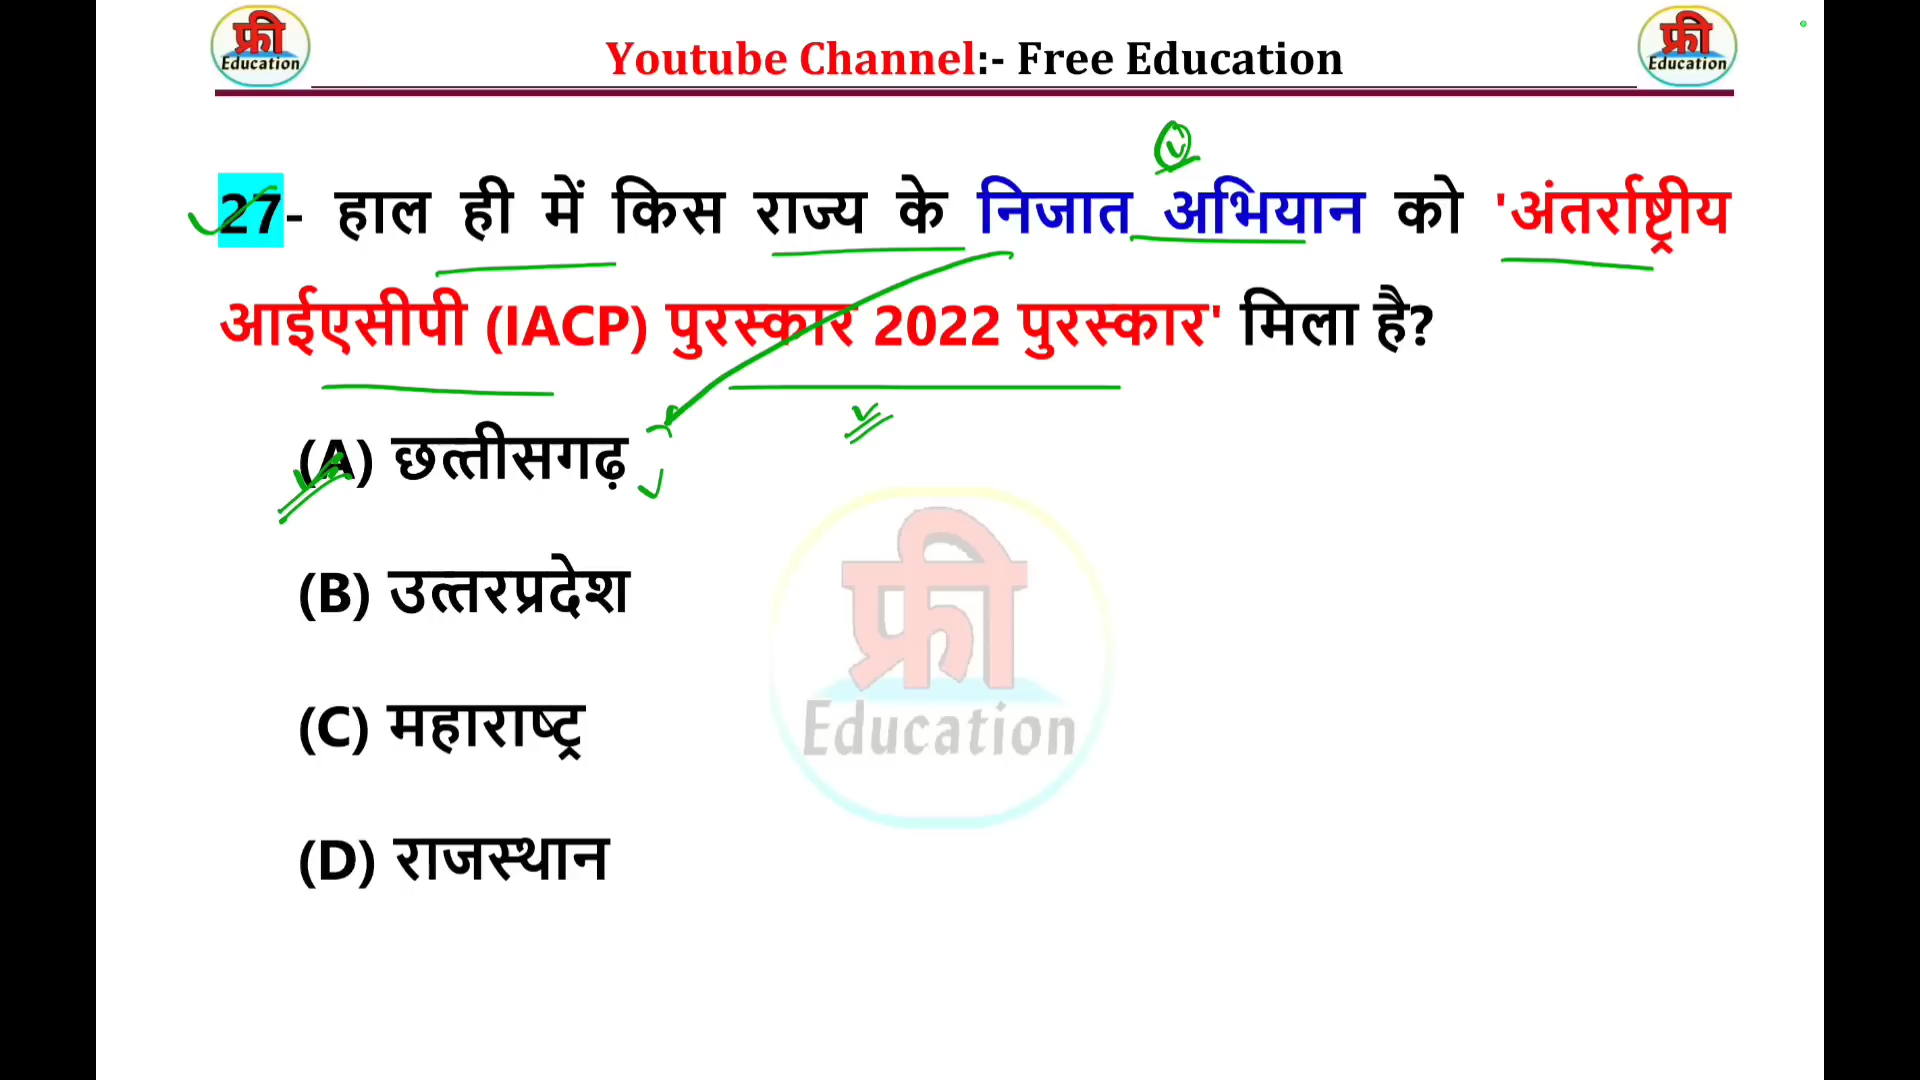 फ्री Education
Youtube Channel:- Free Education
फ्री Education
27- हाल ही में किस राज्य के निजात अभियान को 'अंतर्राष्ट्रीय
आईएसीपी (IACP) पुरस्कार 2022 पुरस्कार' मिला है?
(A) छत्तीसगढ़
(B) उत्तरप्रदेश
(C) महाराष्ट्र
(D) राजस्थान
फ्री
Education